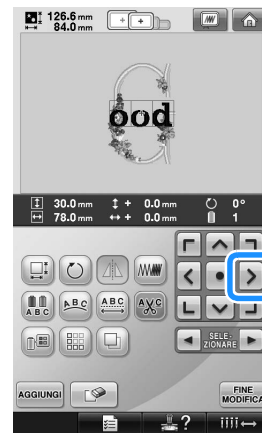 126.6 mm
84.0 mm
ood
30.0 mm + 0.0 mm 0°
78.0 mm + 0.0 mm 1
A B C A B C A B C A C
SELE-
ZIONARE
AGGIUNGI
FINE
MODIFICA
?